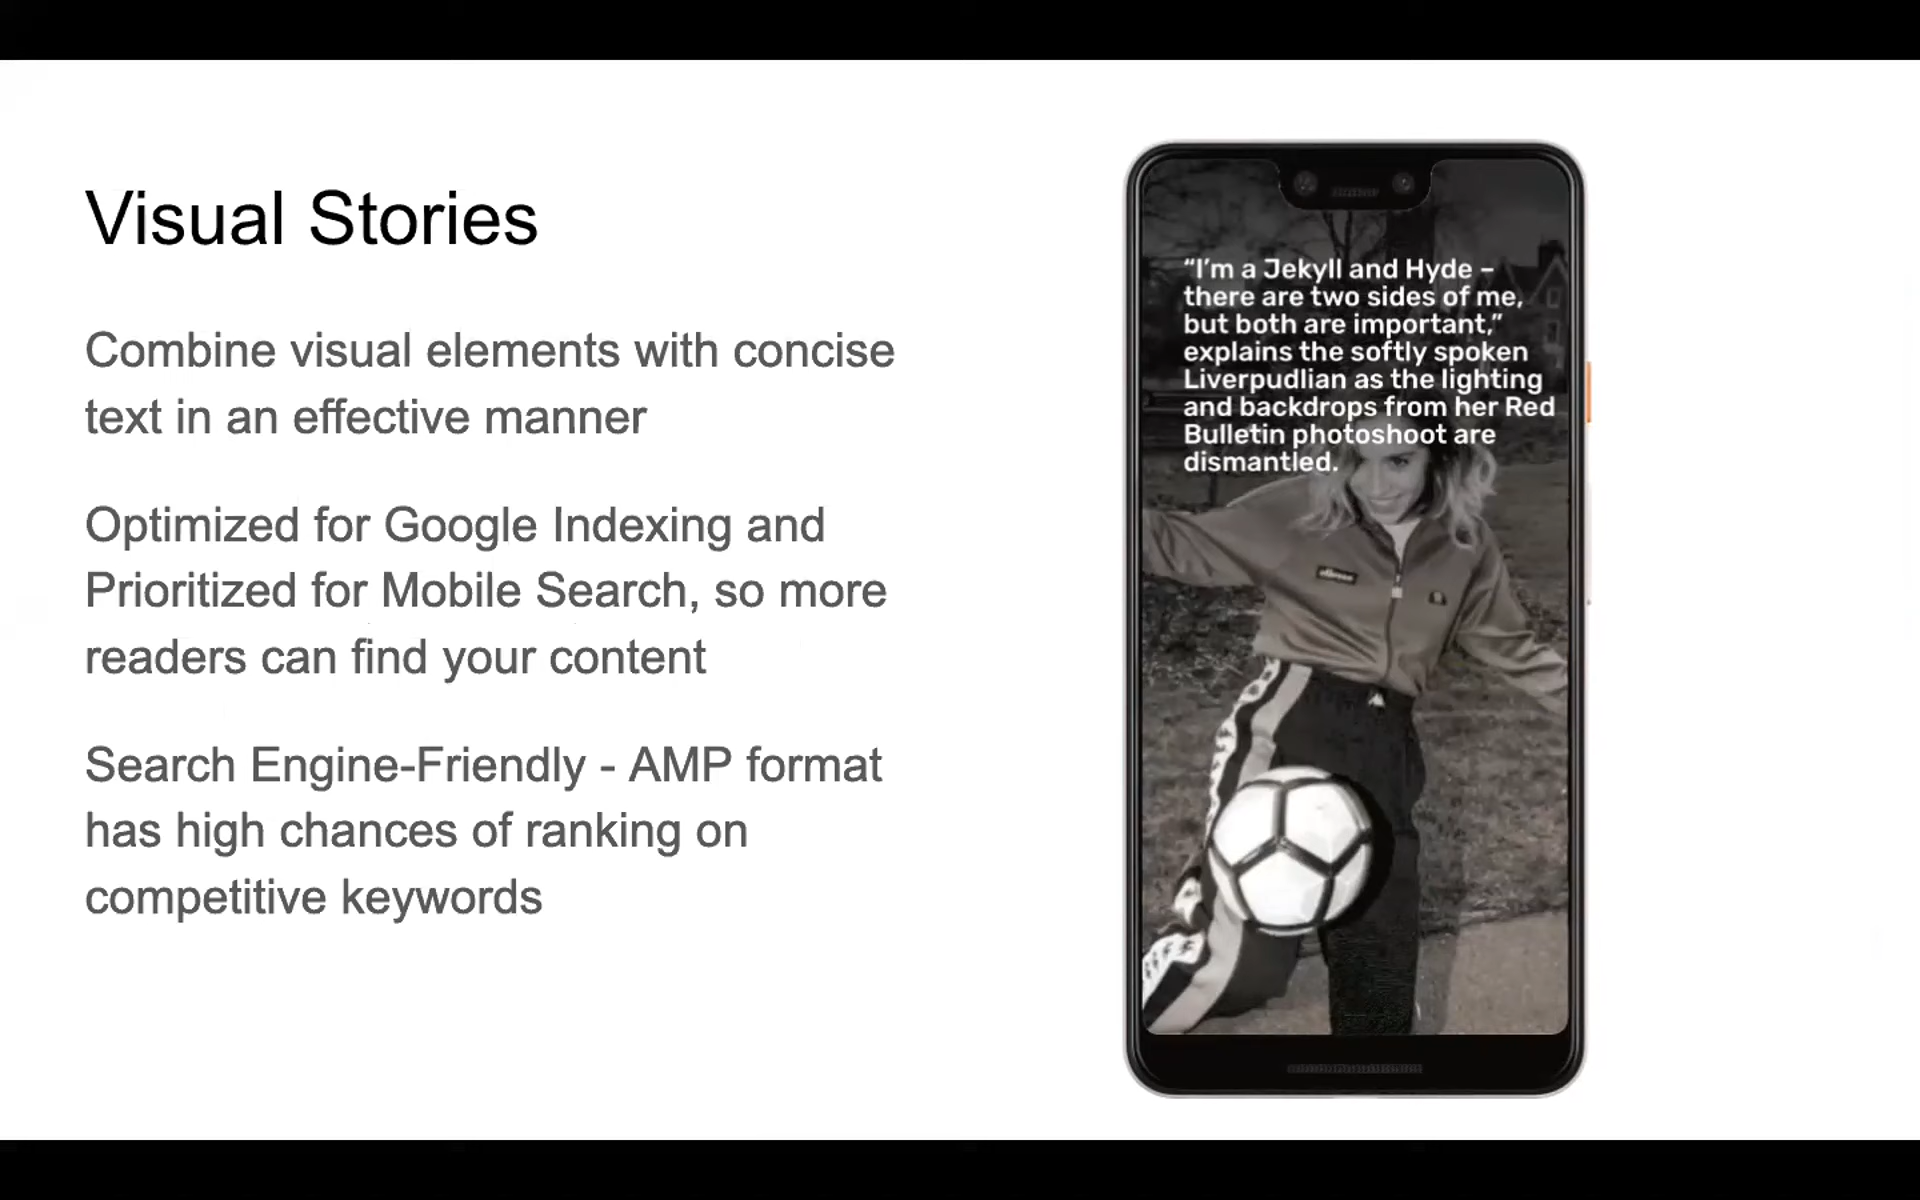 Visual Stories
Combine visual elements with concise
text in an effective manner
Optimized for Google Indexing and
Prioritized for Mobile Search, so more
readers can find your content
Search Engine-Friendly - AMP format
has high chances of ranking on
competitive keywords
“I’m a Jekyll and Hyde –
there are two sides of me,
but both are important,”
explains the softly spoken
Liverpudlian as the lighting
and backdrops from her Red
Bulletin photoshoot are
dismantled.
ellesse